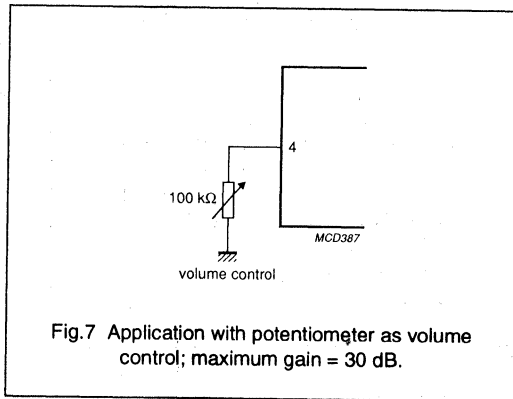 4
100 kΩ
MCD387
volume control
Fig.7 Application with potentiometer as volume
control; maximum gain = 30 dB.